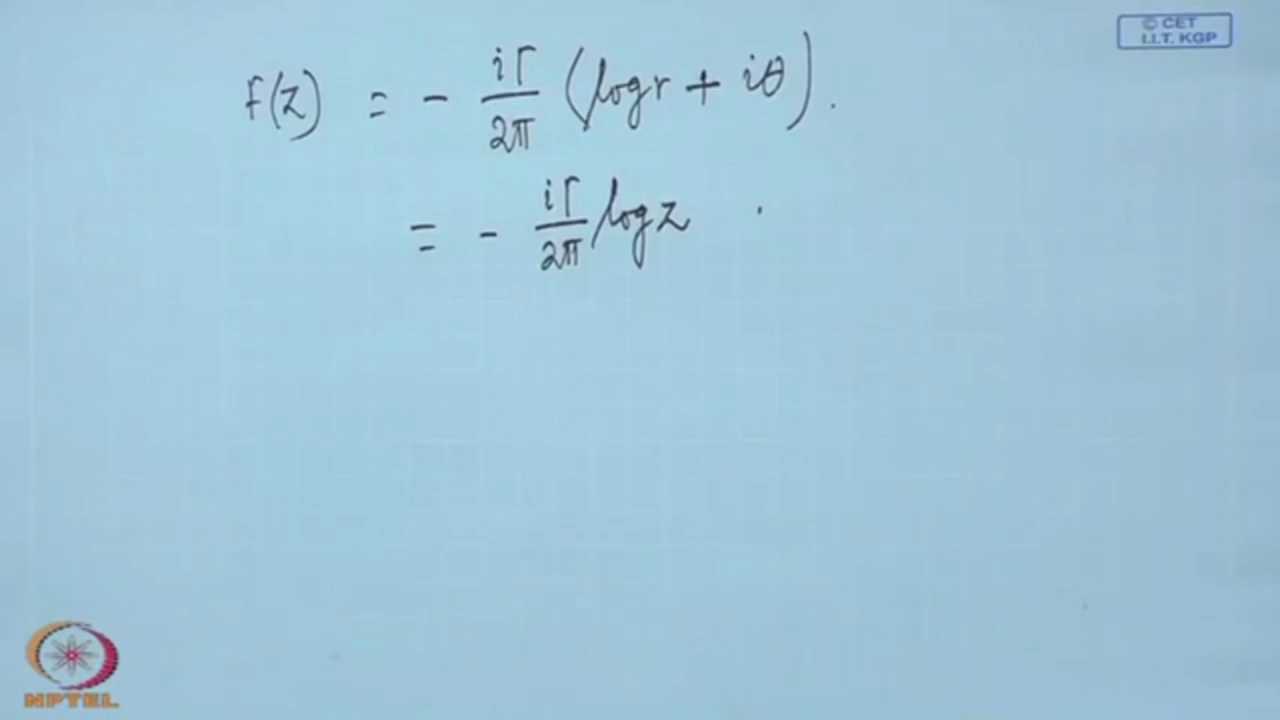 © CET
I.I.T. KGP
F(z) = - iΓ/2π (log r + iθ).
= - iΓ/2π log z .
NPTEL